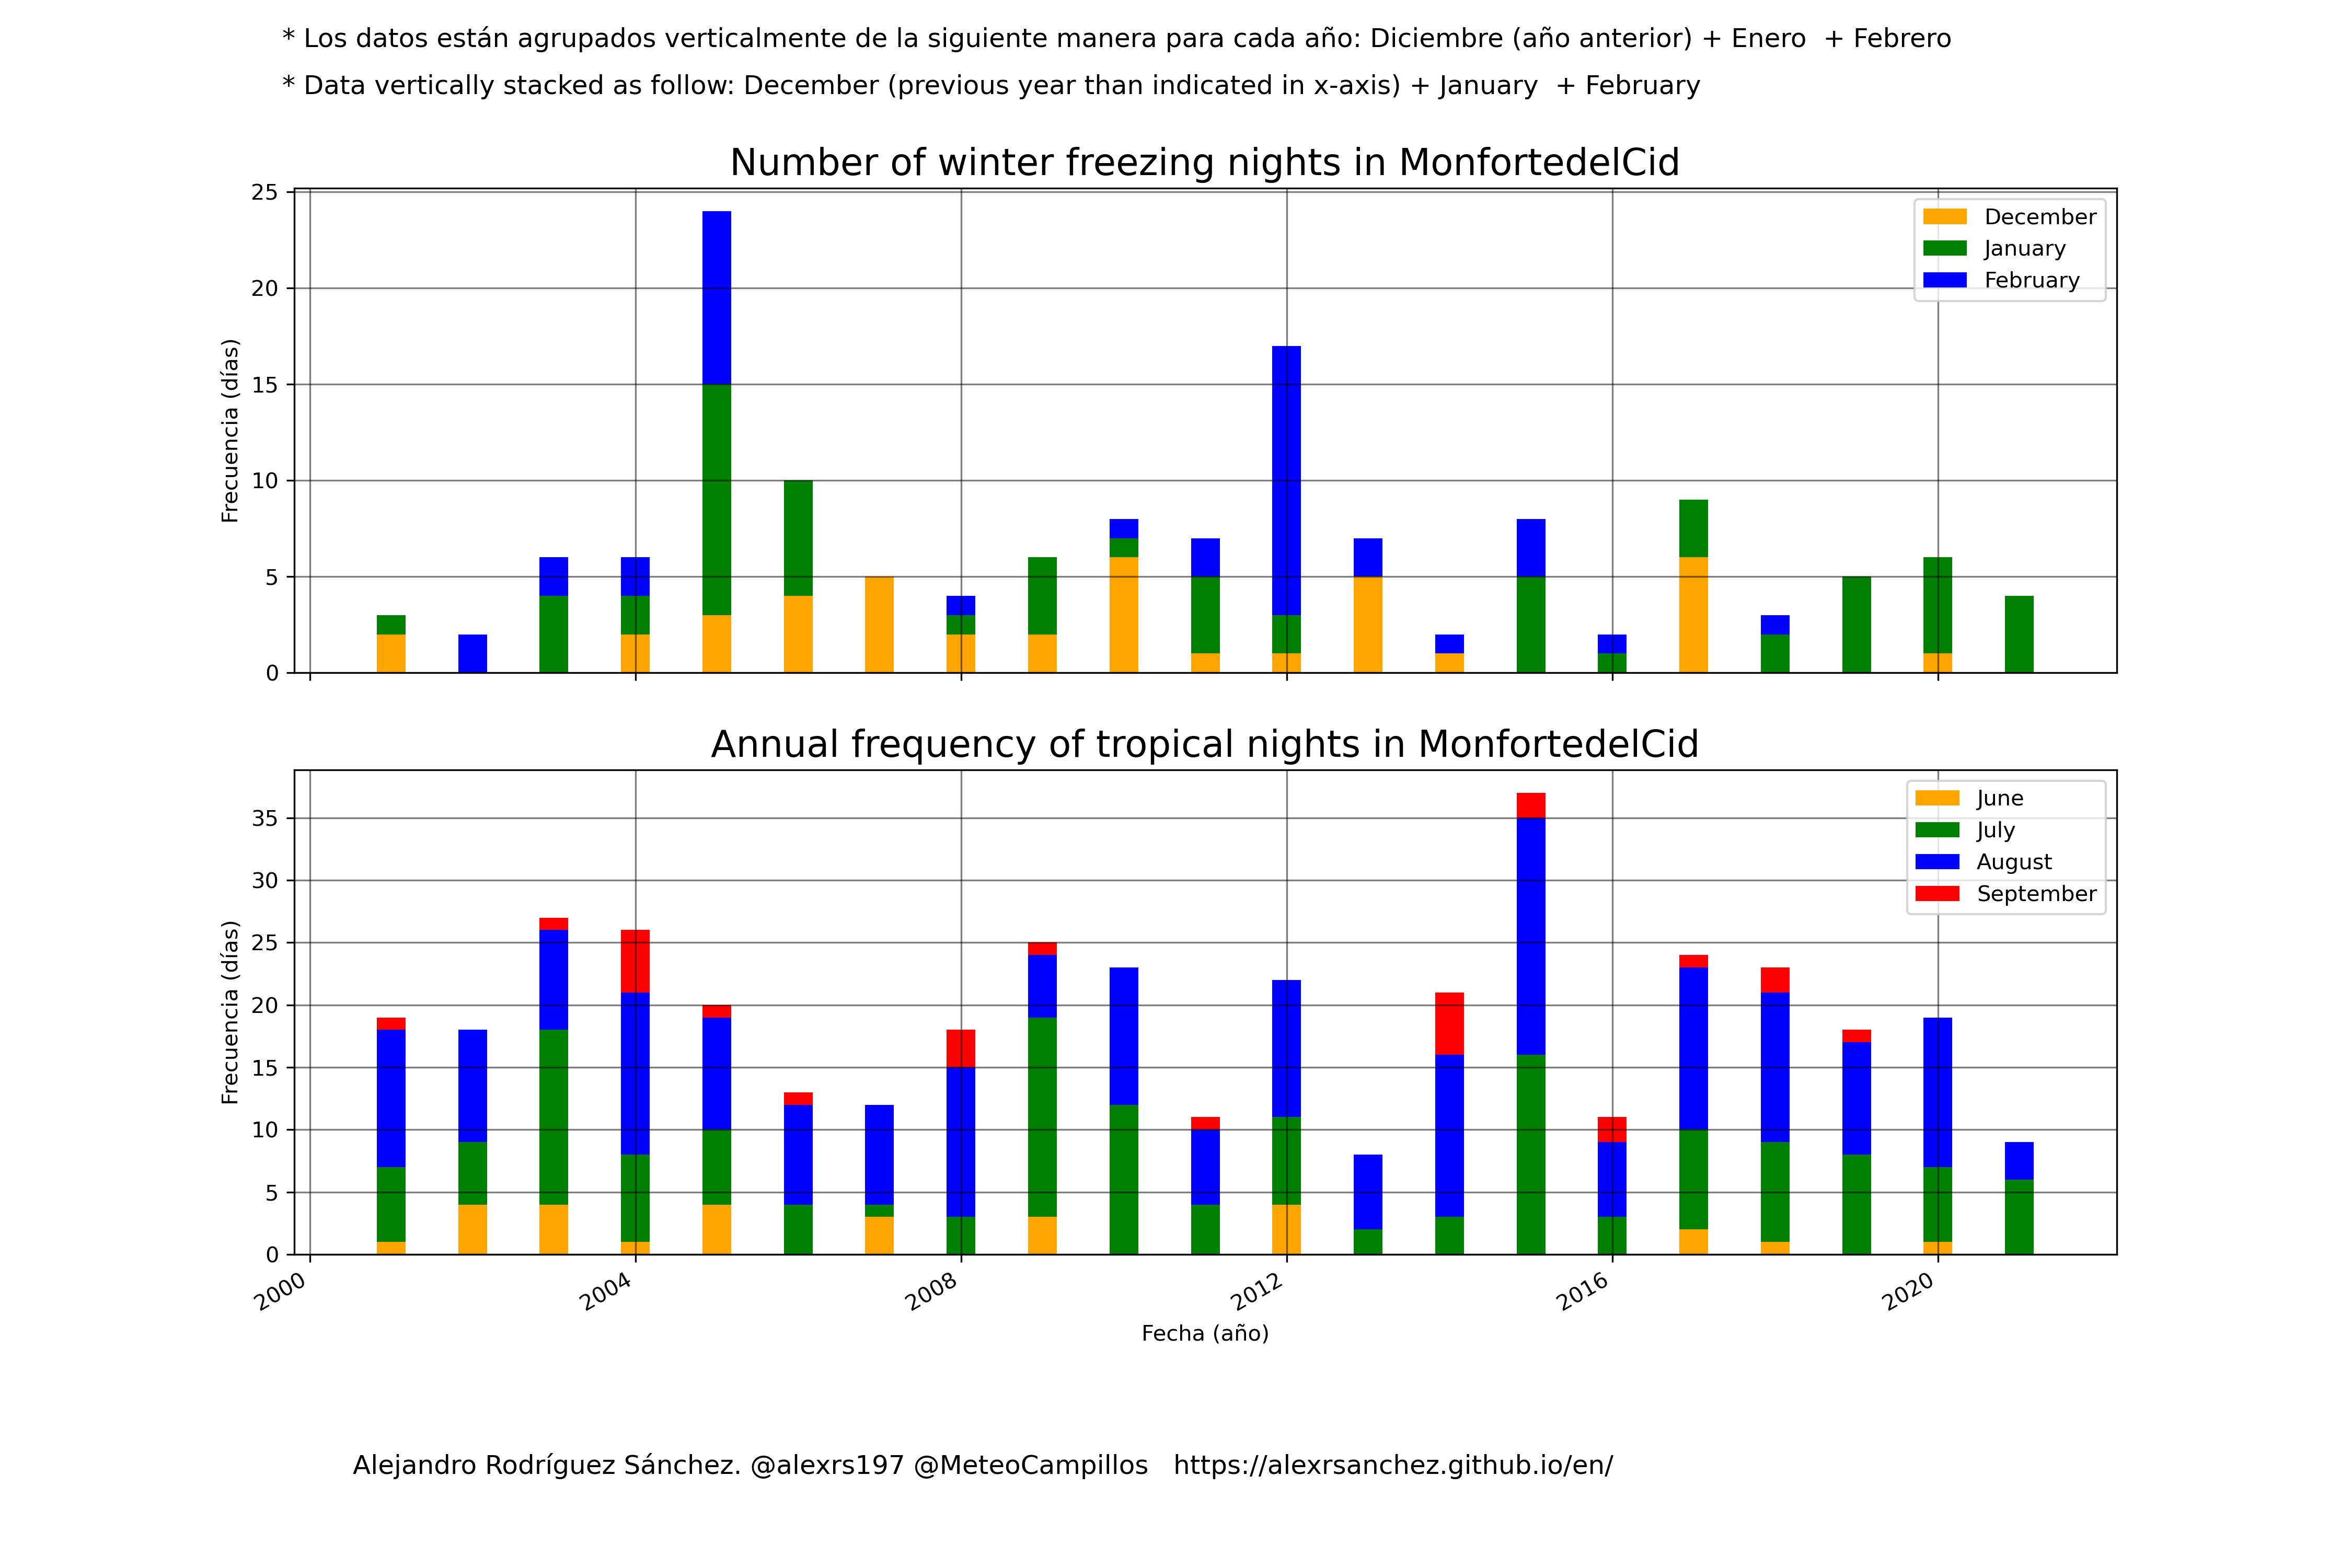 * Los datos están agrupados verticalmente de la siguiente manera para cada año: Diciembre (año anterior) + Enero  + Febrero
* Data vertically stacked as follow: December (previous year than indicated in x-axis) + January  + February
Number of winter freezing nights in MonfortedelCid
25
20
15
10
5
0
Frecuencia (días)
December
January
February
Annual frequency of tropical nights in MonfortedelCid
35
30
25
20
15
10
5
0
Frecuencia (días)
June
July
August
September
2000
2004
2008
2012
2016
2020
Fecha (año)
Alejandro Rodríguez Sánchez. @alexrs197 @MeteoCampillos   https://alexrsanchez.github.io/en/